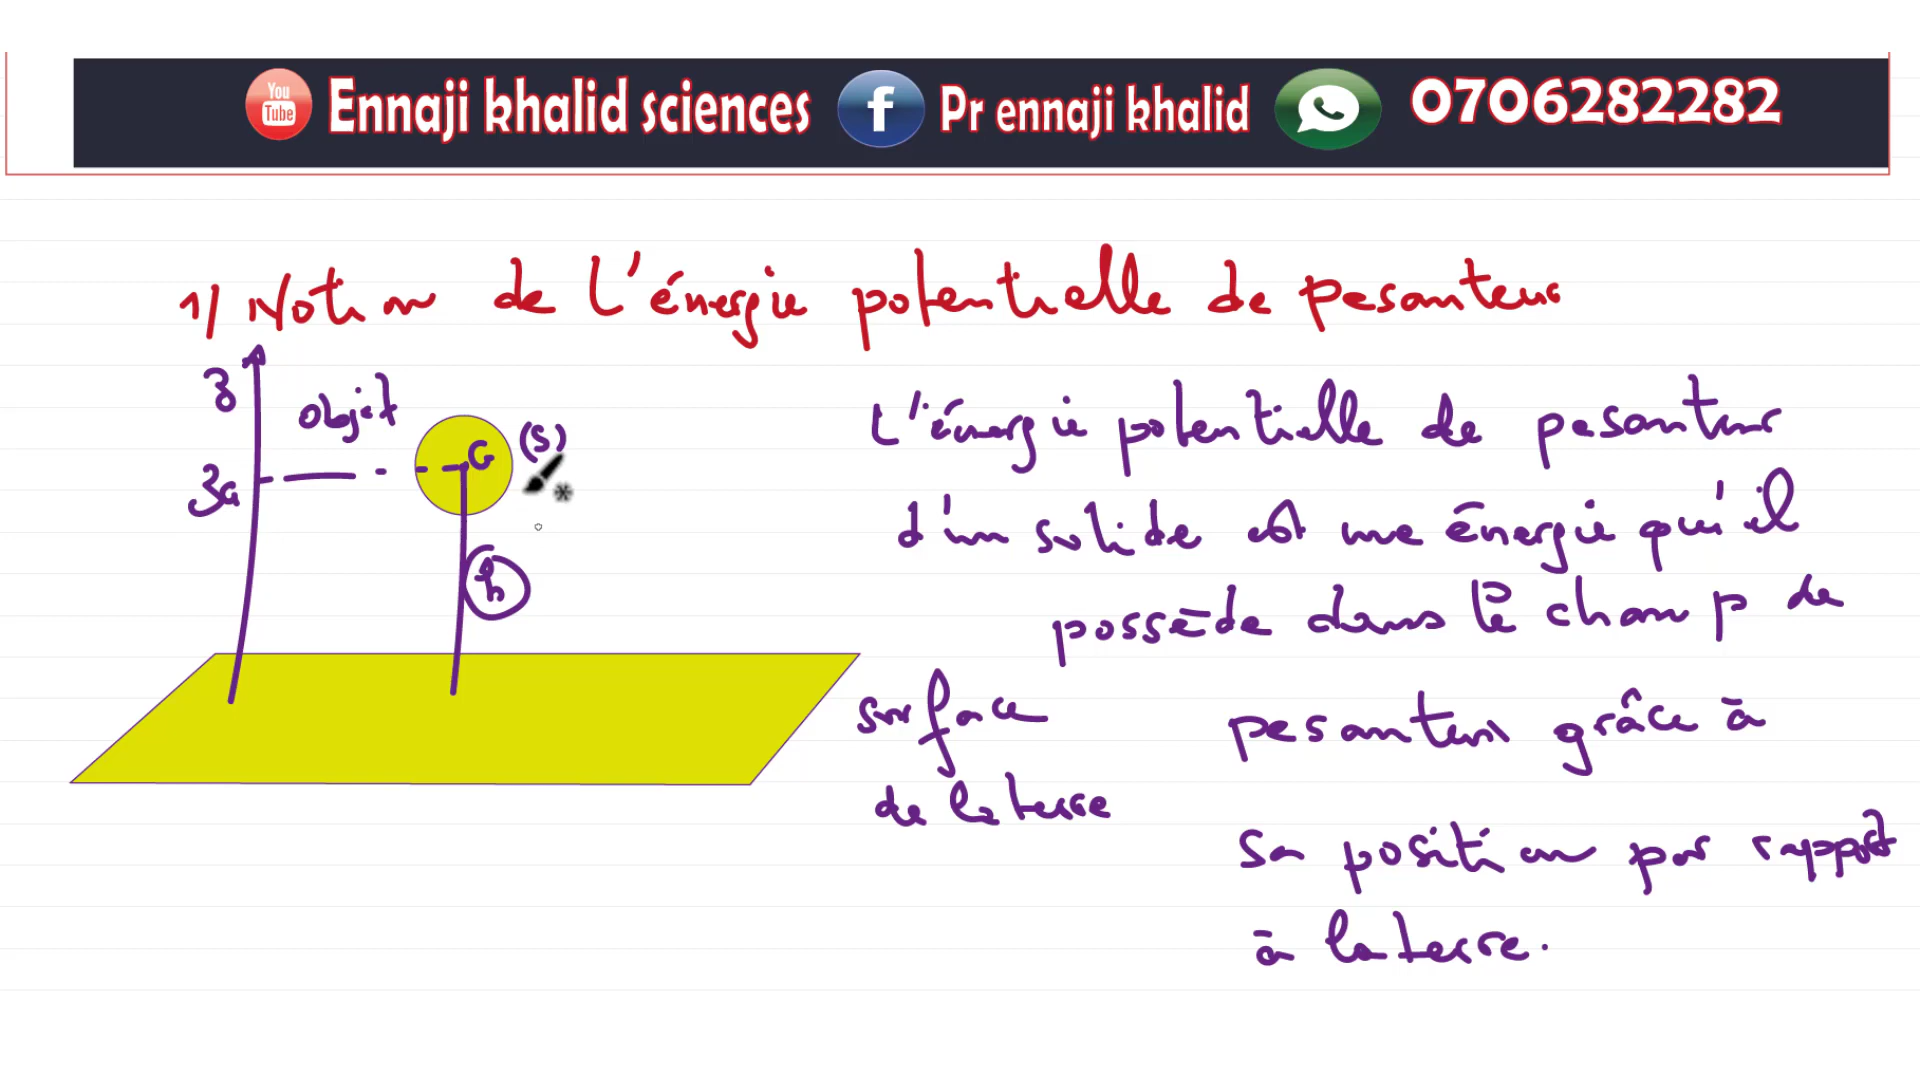 You Tube Ennaji khalid sciences f Pr ennaji khalid 0706282282
1) Notion de l'énergie potentielle de pesanteur
z
objet
G (S)
zG
h
surface
de la terre
L'énergie potentielle de pesanteur
d'un solide est une énergie qu'il
possède dans le champ de
pesanteur grâce à
sa position par rapport
à la terre.